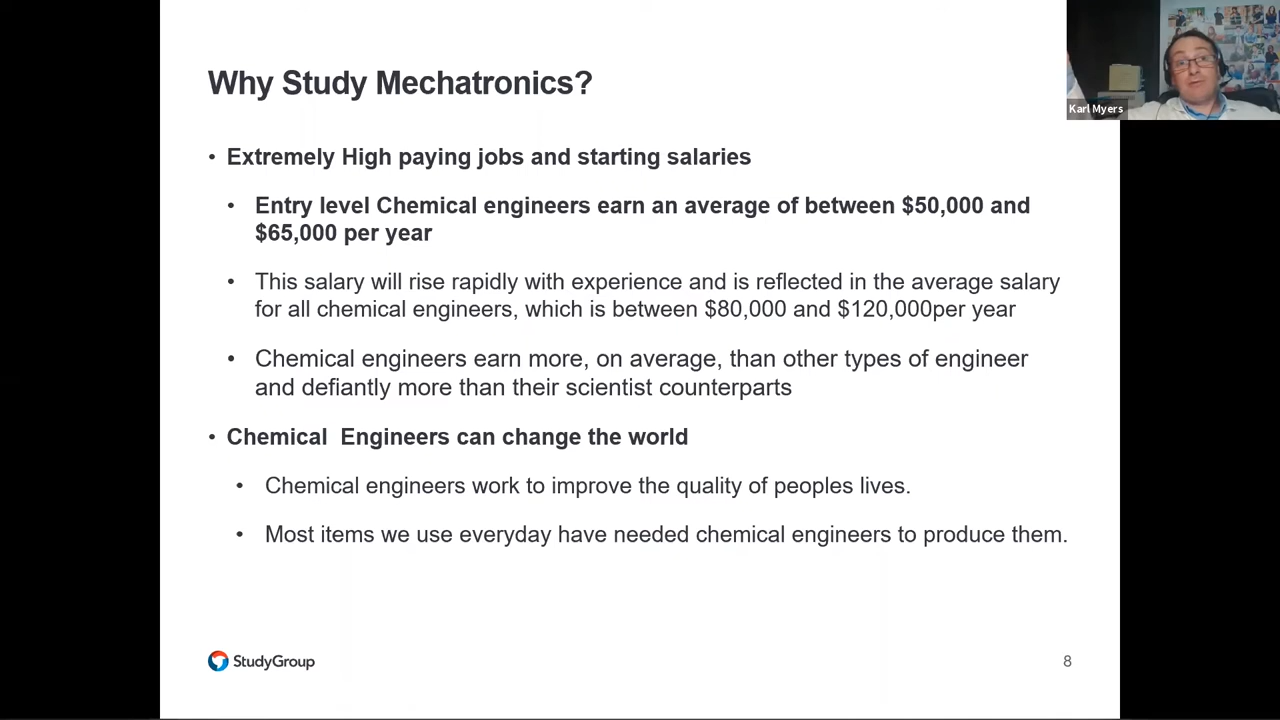 Why Study Mechatronics?
Karl Myers
• Extremely High paying jobs and starting salaries
• Entry level Chemical engineers earn an average of between $50,000 and
$65,000 per year
• This salary will rise rapidly with experience and is reflected in the average salary
for all chemical engineers, which is between $80,000 and $120,000per year
• Chemical engineers earn more, on average, than other types of engineer
and defiantly more than their scientist counterparts
• Chemical  Engineers can change the world
• Chemical engineers work to improve the quality of peoples lives.
• Most items we use everyday have needed chemical engineers to produce them.
StudyGroup
8